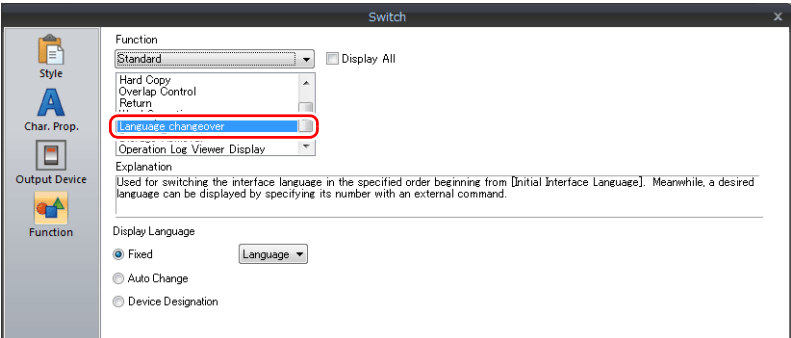 Switch
x
Style
Char. Prop.
Output Device
Function
Function
Standard
Display All
Hard Copy
Overlap Control
Return
Language changeover
Operation Log Viewer Display
Explanation
Used for switching the interface language in the specified order beginning from [Initial Interface Language]. Meanwhile, a desired
language can be displayed by specifying its number with an external command.
Display Language
Fixed
Language
Auto Change
Device Designation